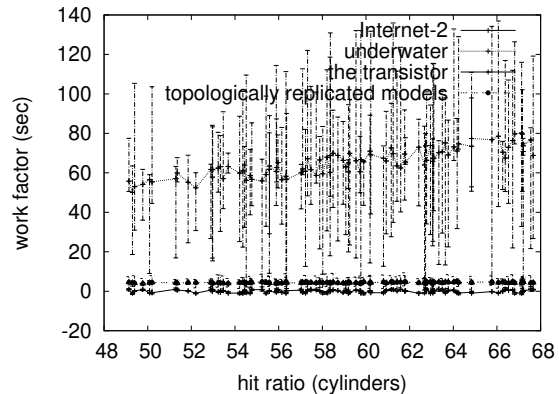 140
120
100
80
60
40
20
0
-20
work factor (sec)
Internet-2
underwater
the transistor
topologically replicated models
48 50 52 54 56 58 60 62 64 66 68
hit ratio (cylinders)